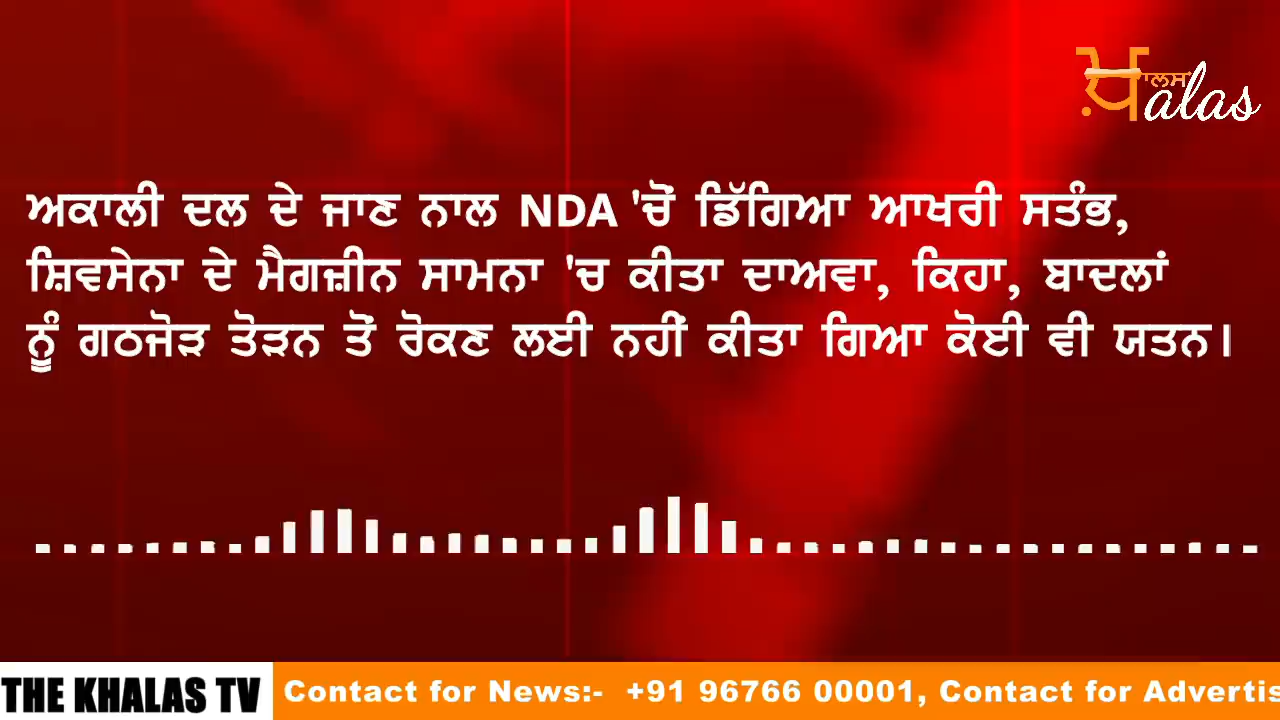 ਖ਼ਾਲਸ alas
ਅਕਾਲੀ ਦਲ ਦੇ ਜਾਣ ਨਾਲ NDA 'ਚੋਂ ਡਿੱਗਿਆ ਆਖਰੀ ਸਤੰਭ,
ਸ਼ਿਵਸੇਨਾ ਦੇ ਮੈਗਜ਼ੀਨ ਸਾਮਨਾ 'ਚ ਕੀਤਾ ਦਾਅਵਾ, ਕਿਹਾ, ਬਾਦਲਾਂ
ਨੂੰ ਗਠਜੋੜ ਤੋੜਨ ਤੋਂ ਰੋਕਣ ਲਈ ਨਹੀਂ ਕੀਤਾ ਗਿਆ ਕੋਈ ਵੀ ਯਤਨ।
THE KHALAS TV Contact for News:- +91 96766 00001, Contact for Advertis